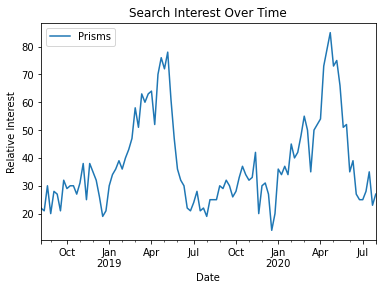 Search Interest Over Time
Prisms
Relative Interest
80
70
60
50
40
30
20
Oct Jan Apr Jul Oct Jan Apr Jul
2019 2020
Date